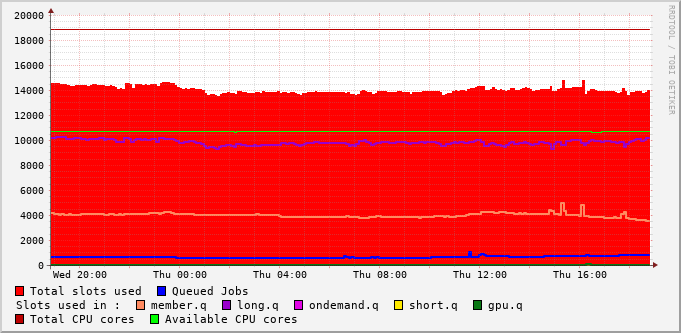 20000
18000
16000
14000
12000
10000
8000
6000
4000
2000
0
Wed 20:00 Thu 00:00 Thu 04:00 Thu 08:00 Thu 12:00 Thu 16:00
RRDTOOL / TOBI OETIKER
Total slots used Queued Jobs
Slots used in : member.q long.q ondemand.q short.q gpu.q
Total CPU cores Available CPU cores